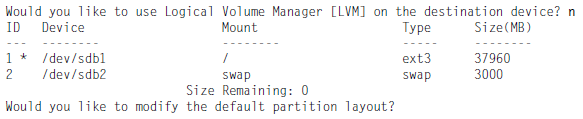 Would you like to use Logical Volume Manager [LVM] on the destination device? n
ID Device Mount Type Size(MB)
--- -------- -------- ----- --------
1 * /dev/sdb1 / ext3 37960
2 /dev/sdb2 swap swap 3000
Size Remaining: 0
Would you like to modify the default partition layout?